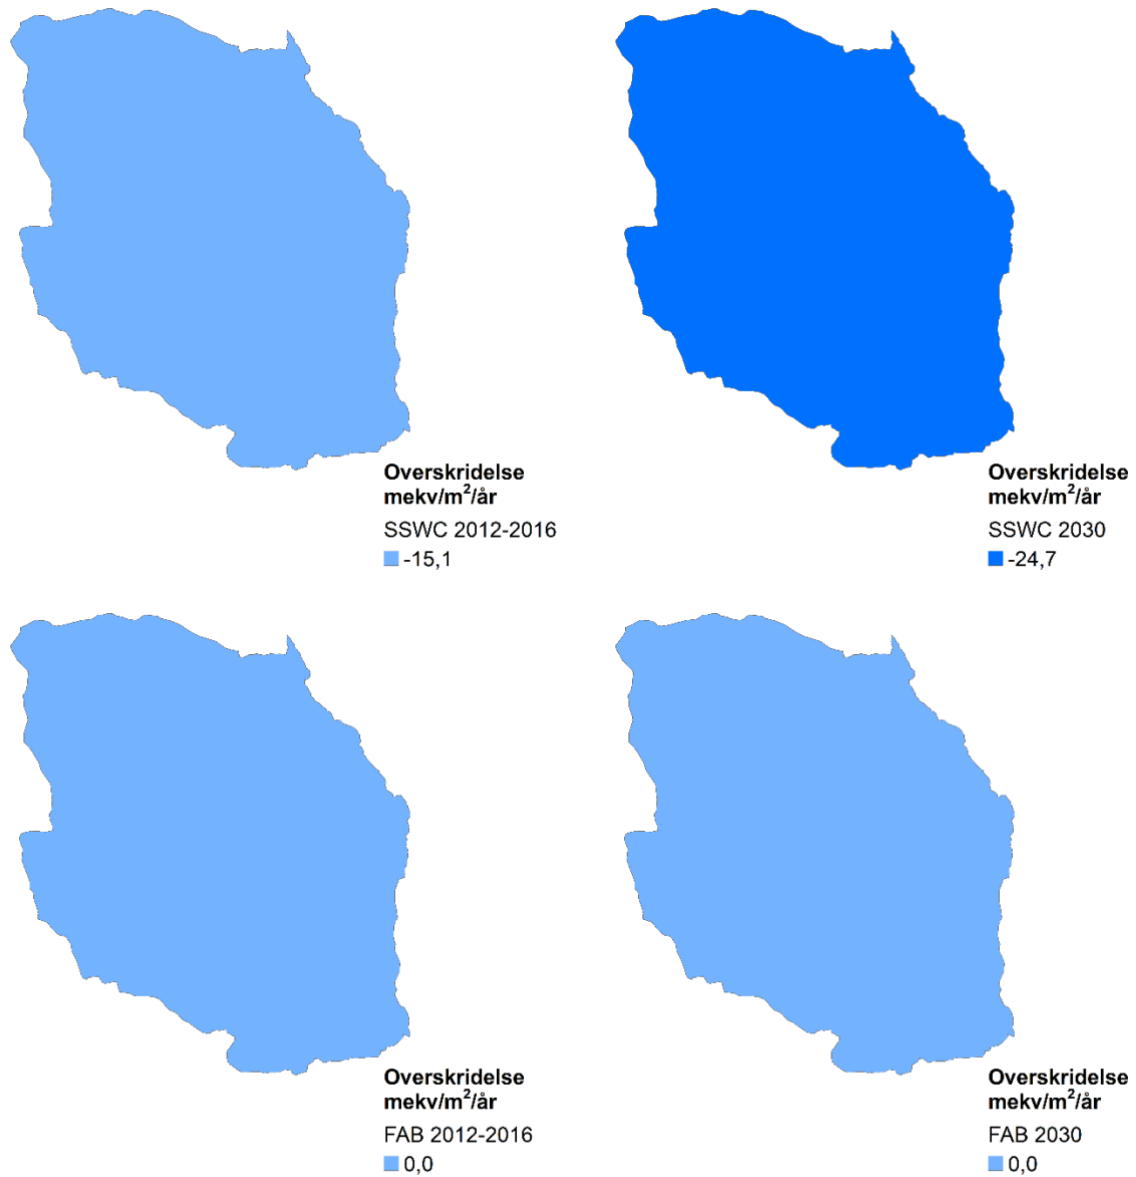 Overskridelse
mekv/m²/år
SSWC 2012-2016
-15,1
Overskridelse
mekv/m²/år
SSWC 2030
-24,7
Overskridelse
mekv/m²/år
FAB 2012-2016
0,0
Overskridelse
mekv/m²/år
FAB 2030
0,0